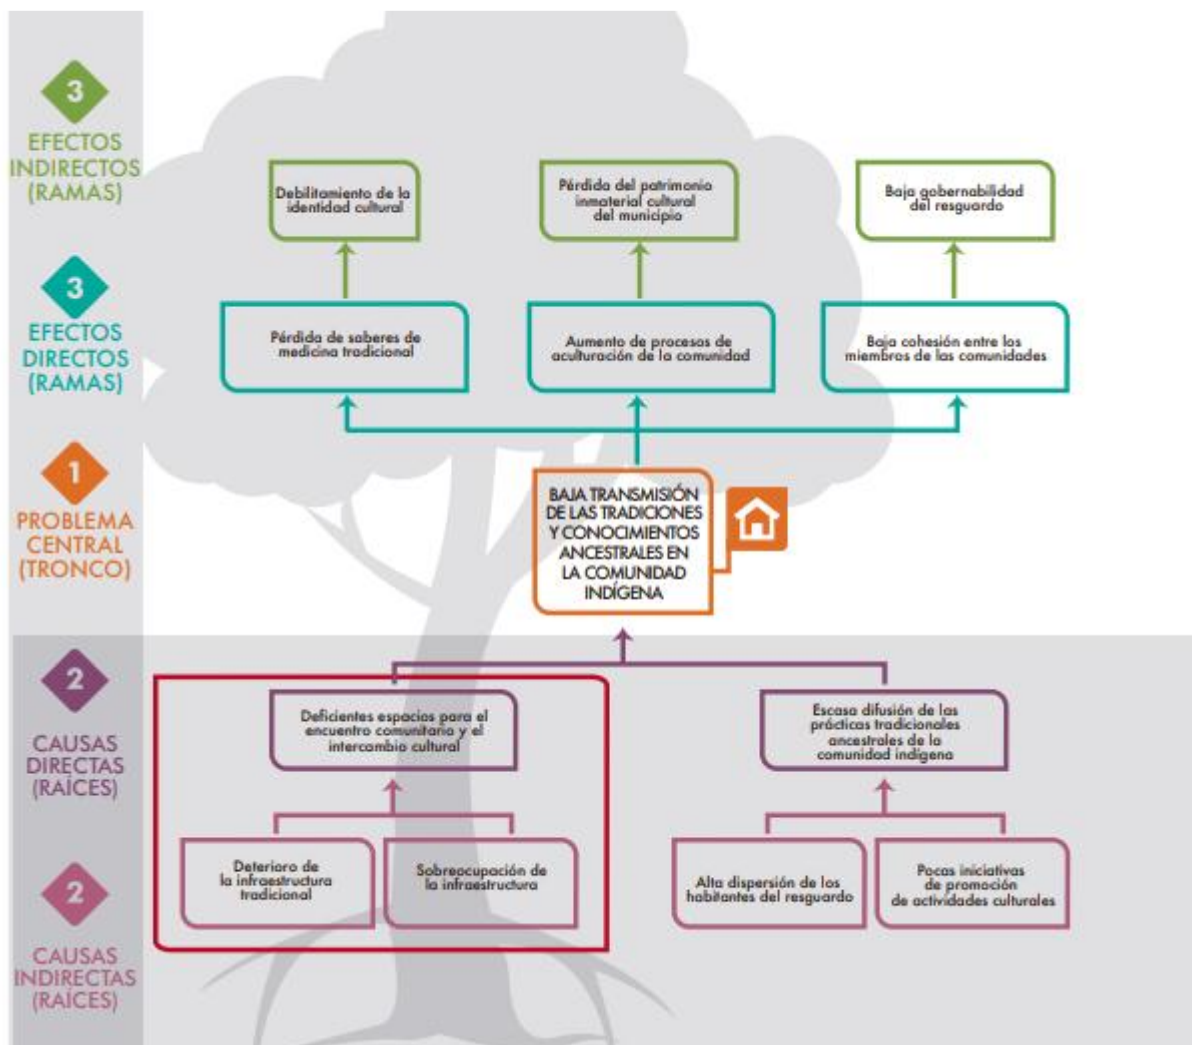 3
EFECTOS
INDIRECTOS
(RAMAS)
Debilitamiento de la
identidad cultural
Pérdida del patrimonio
inmaterial cultural
del municipio
Baja gobernabilidad
del resguardo
3
EFECTOS
DIRECTOS
(RAMAS)
Pérdida de saberes de
medicina tradicional
Aumento de procesos de
aculturación de la comunidad
Baja cohesión entre los
miembros de las comunidades
1
PROBLEMA
CENTRAL
(TRONCO)
BAJA TRANSMISIÓN
DE LAS TRADICIONES
Y CONOCIMIENTOS
ANCESTRALES EN
LA COMUNIDAD
INDÍGENA
2
CAUSAS
DIRECTAS
(RAÍCES)
Deficientes espacios para el
encuentro comunitario y el
intercambio cultural
Escasa difusión de las
prácticas tradicionales
ancestrales de la
comunidad indígena
2
CAUSAS
INDIRECTAS
(RAÍCES)
Deterioro de
la infraestructura
tradicional
Sobreocupación de
la infraestructura
Alta dispersión de los
habitantes del resguardo
Pocas iniciativas
de promoción
de actividades culturales